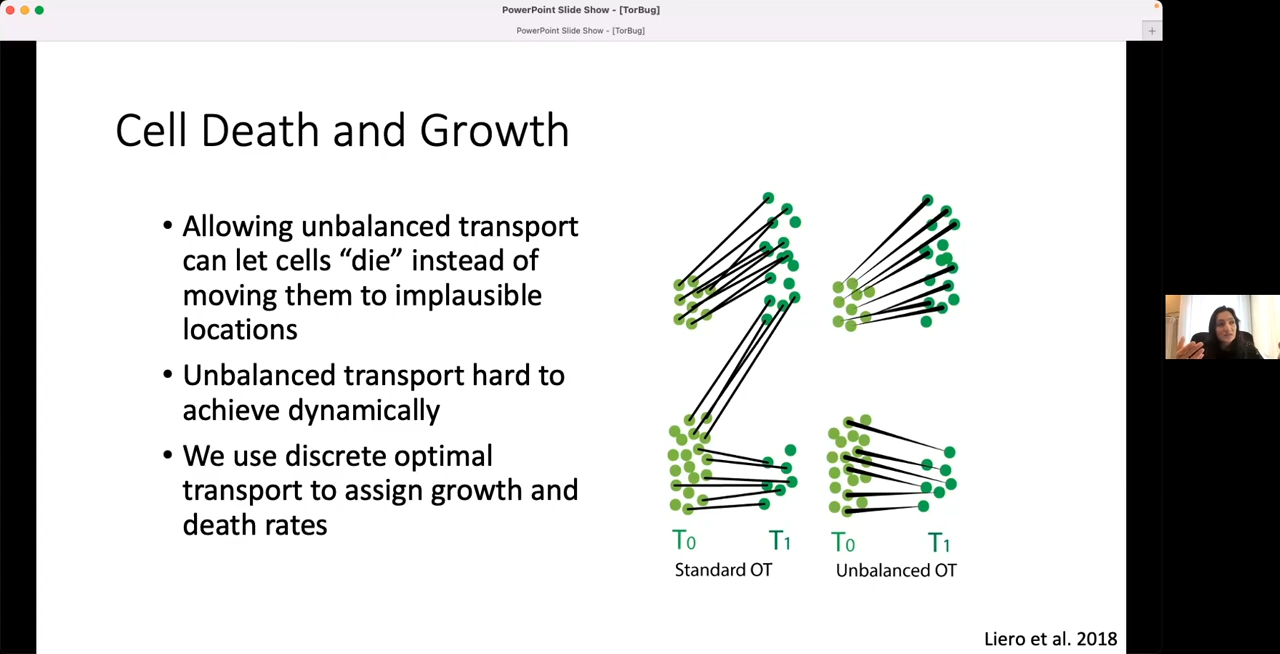 PowerPoint Slide Show - [TorBug]
PowerPoint Slide Show - [TorBug]
+
Cell Death and Growth
• Allowing unbalanced transport
can let cells “die” instead of
moving them to implausible
locations
• Unbalanced transport hard to
achieve dynamically
• We use discrete optimal
transport to assign growth and
death rates
T0 T1 T0 T1
Standard OT Unbalanced OT
Liero et al. 2018